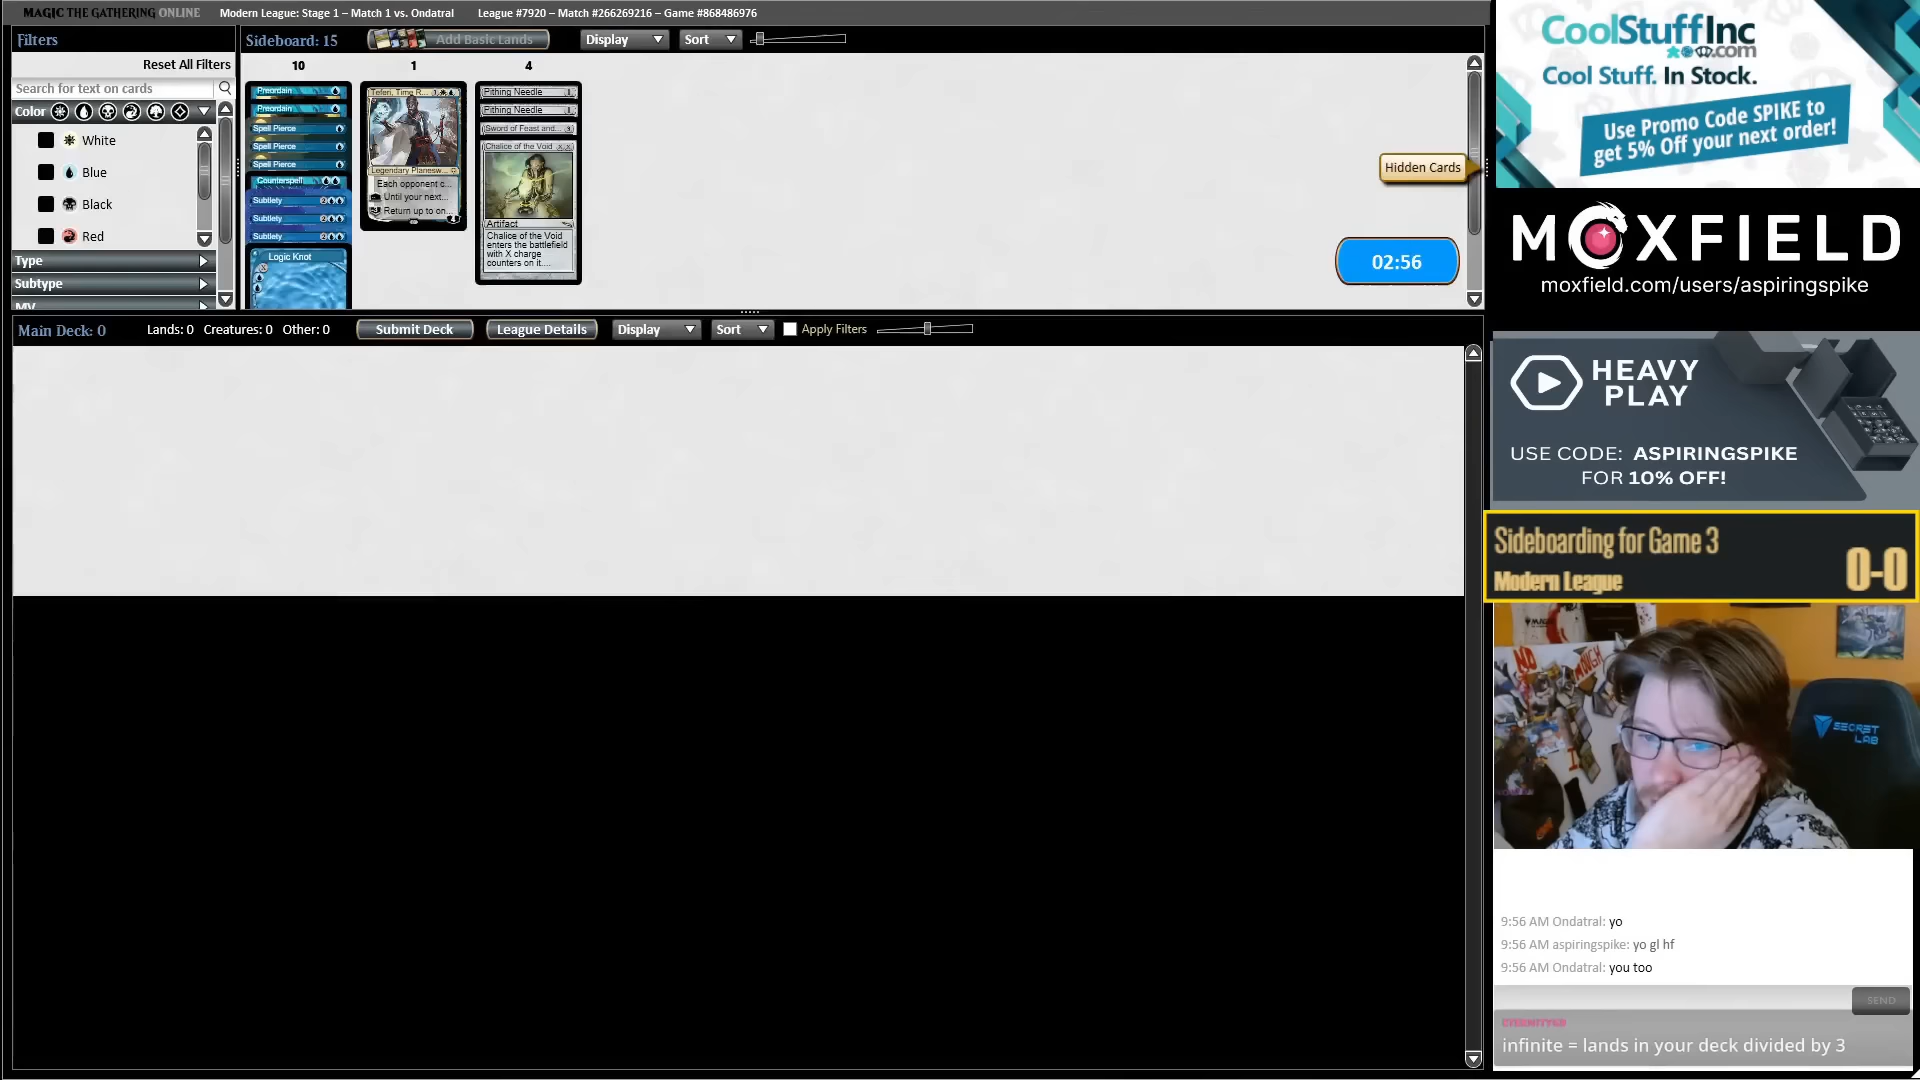 MAGIC THE GATHERING ONLINE
Modern League: Stage 1 – Match 1 vs. Ondatral
League #7920 – Match #266269216 – Game #868486976
Filters
Reset All Filters
Search for text on cards
Color
White
Blue
Black
Red
Type
Subtype
MV
Sideboard: 15
Add Basic Lands
Display
Sort
10
1
4
Preordain
Preordain
Spell Pierce
Spell Pierce
Spell Pierce
Counterspell
Subtlety
Subtlety
Subtlety
Logic Knot
Teferi, Time R...
Legendary Planesw...
Each opponent c...
Until your next...
Return up to on...
Pithing Needle
Pithing Needle
Sword of Feast and...
Chalice of the Void
Artifact
Chalice of the Void
enters the battlefield
with X charge
counters on it....
Hidden Cards
02:56
Main Deck: 0
Lands: 0 Creatures: 0 Other: 0
Submit Deck
League Details
Display
Sort
Apply Filters
CoolStuffInc
.com
Cool Stuff. In Stock.
Use Promo Code SPIKE to
get 5% Off your next order!
MOXFIELD
moxfield.com/users/aspiringspike
HEAVY
PLAY
USE CODE: ASPIRINGSPIKE
FOR 10% OFF!
Sideboarding for Game 3
Modern League
0-0
NO
SECRET
LAB
9:56 AM Ondatral: yo
9:56 AM aspiringspike: yo gl hf
9:56 AM Ondatral: you too
SEND
infinite = lands in your deck divided by 3